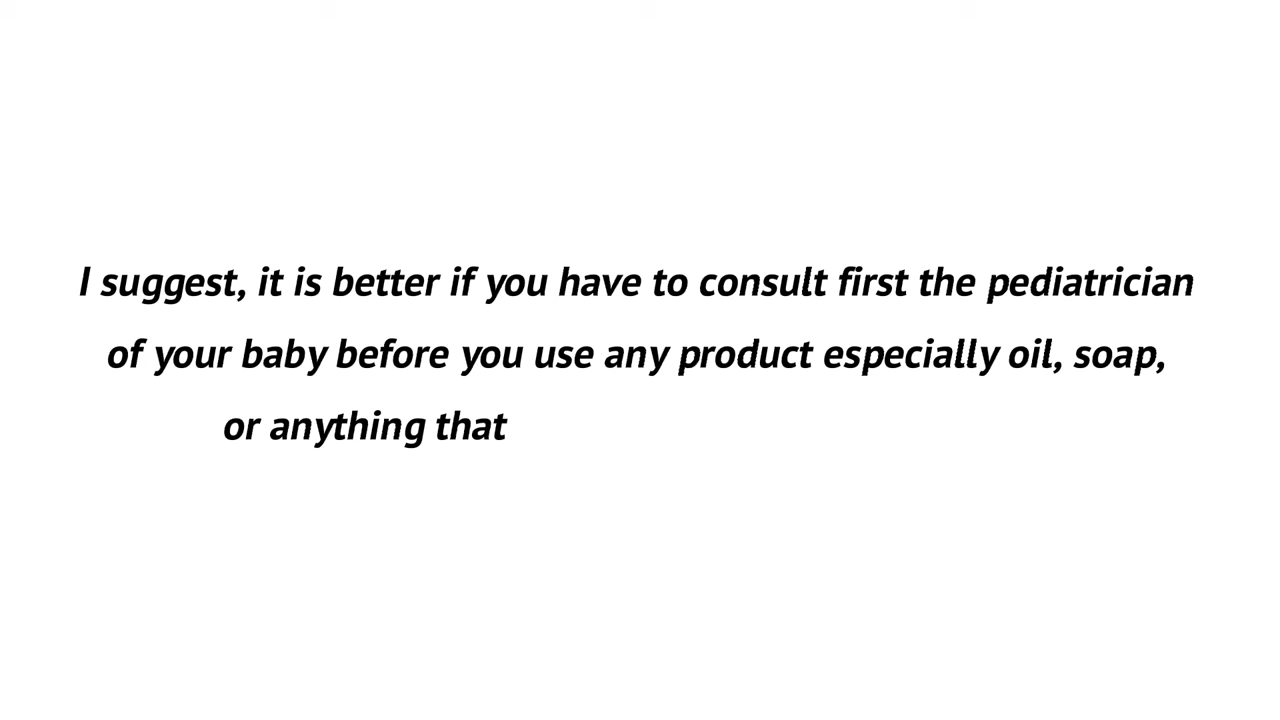 I suggest, it is better if you have to consult first the pediatrician
of your baby before you use any product especially oil, soap,
or anything that